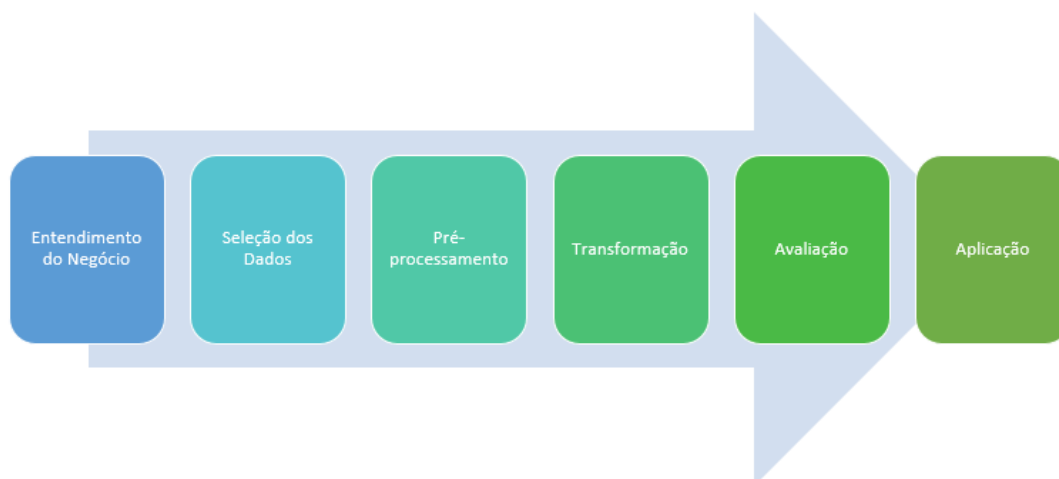 Entendimento
do Negócio
Seleção dos
Dados
Pré-
processamento
Transformação
Avaliação
Aplicação